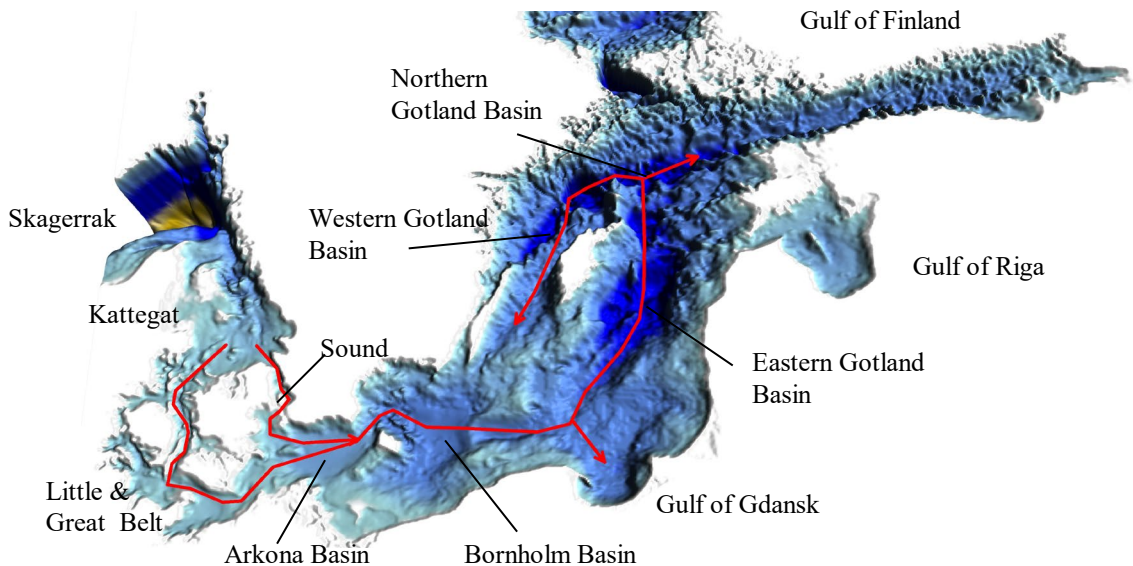 Gulf of Finland
Northern
Gotland Basin
Skagerrak
Western Gotland
Basin
Gulf of Riga
Kattegat
Sound
Eastern Gotland
Basin
Little &
Great Belt
Gulf of Gdansk
Arkona Basin
Bornholm Basin